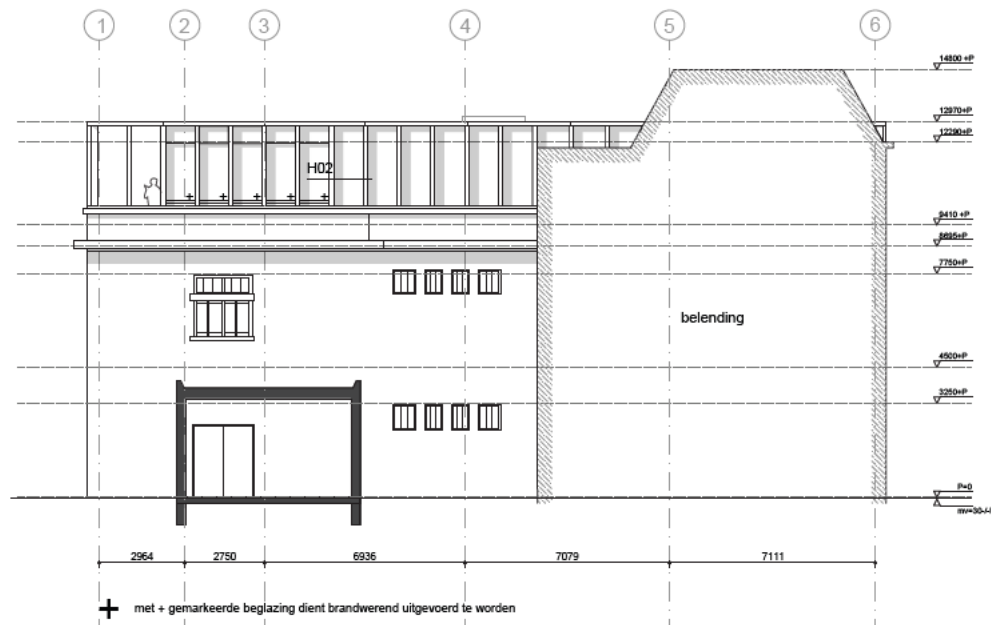 1 2 3 4 5 6
14800 +P
12970+P
12290+P
H02
9410 +P
8695+P
7750+P
belending
4500+P
3250+P
P=0
2964 2750 6936 7079 7111
met + gemarkeerde beglazing dient brandwerend uitgevoerd te worden